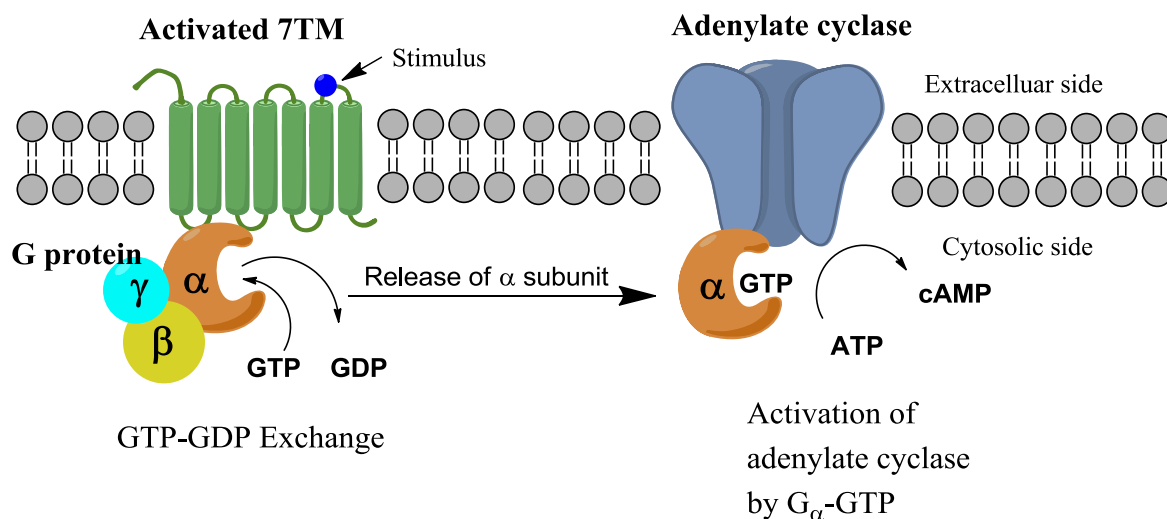 Activated 7TM
Stimulus
Adenylate cyclase
Extracelluar side
G protein
Cytosolic side
γ
α
β
GTP
GDP
Release of α subunit
α
GTP
ATP
cAMP
GTP-GDP Exchange
Activation of
adenylate cyclase
by Gα-GTP